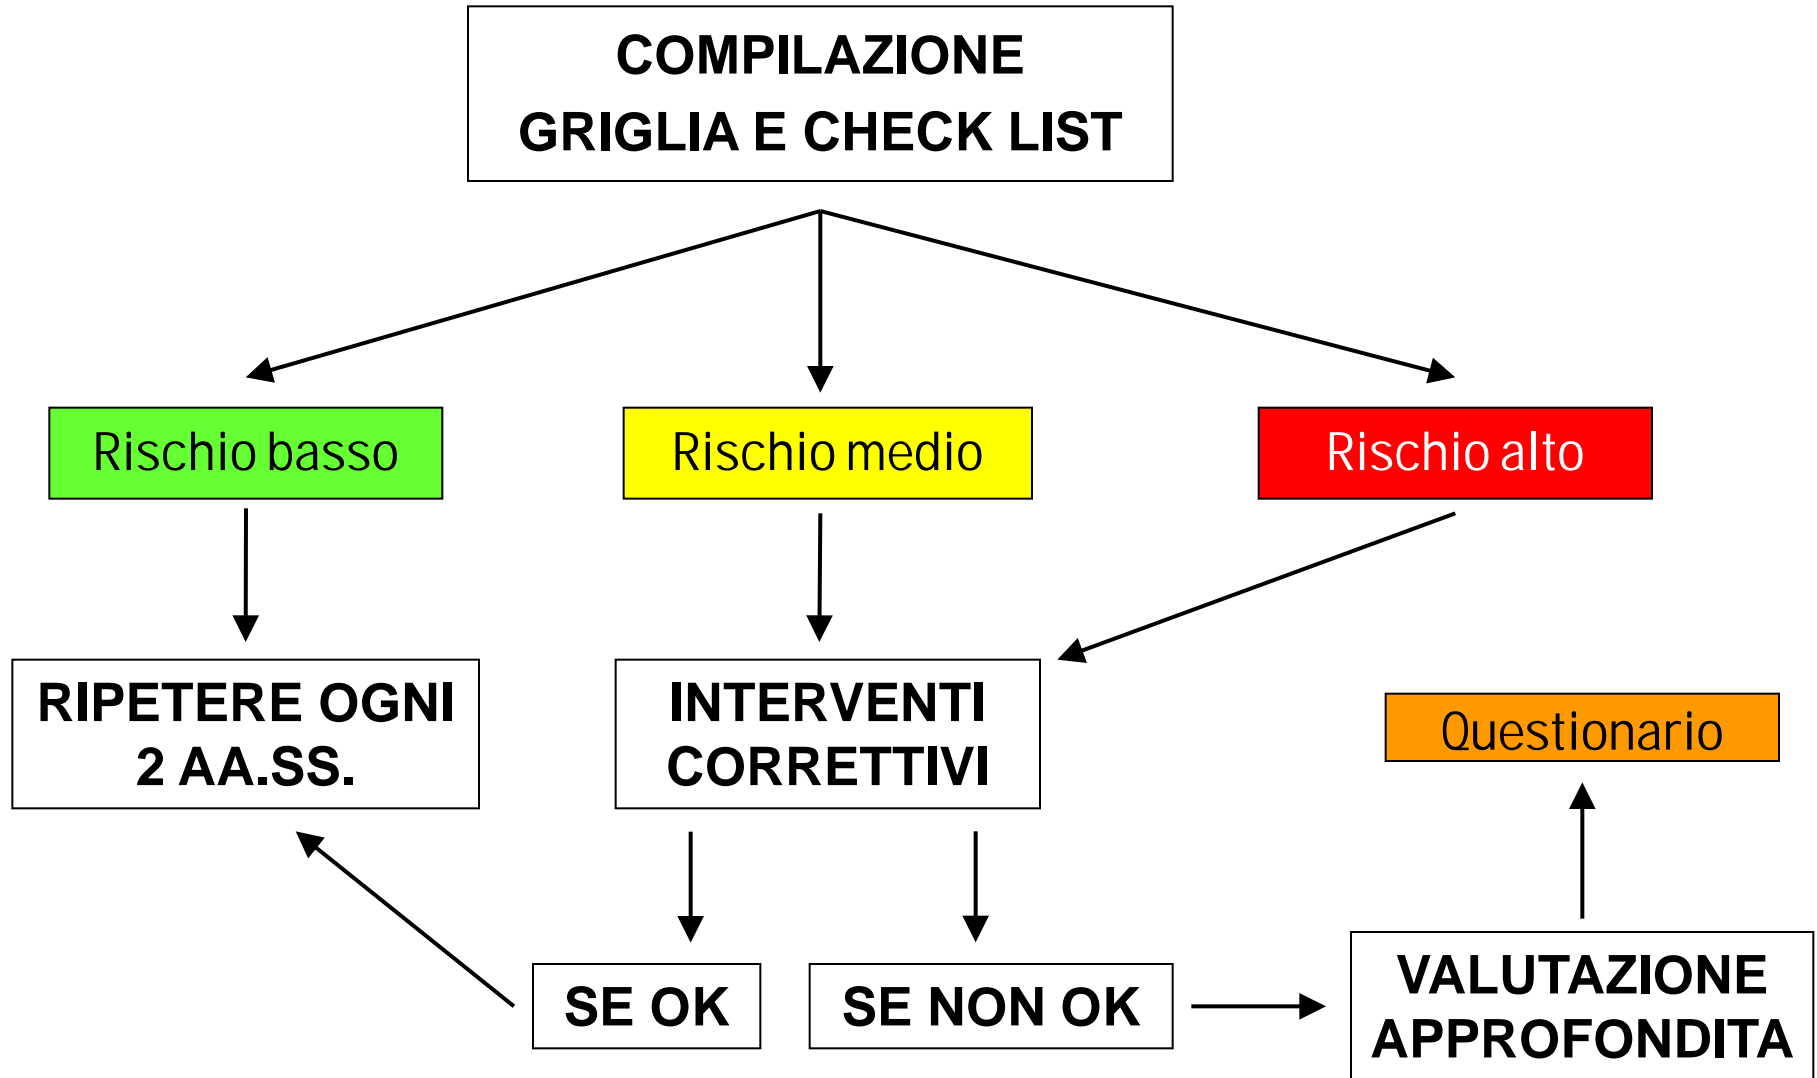 COMPILAZIONE
GRIGLIA E CHECK LIST
Rischio basso
Rischio medio
Rischio alto
RIPETERE OGNI
2 AA.SS.
INTERVENTI
CORRETTIVI
Questionario
SE OK
SE NON OK
VALUTAZIONE
APPROFONDITA